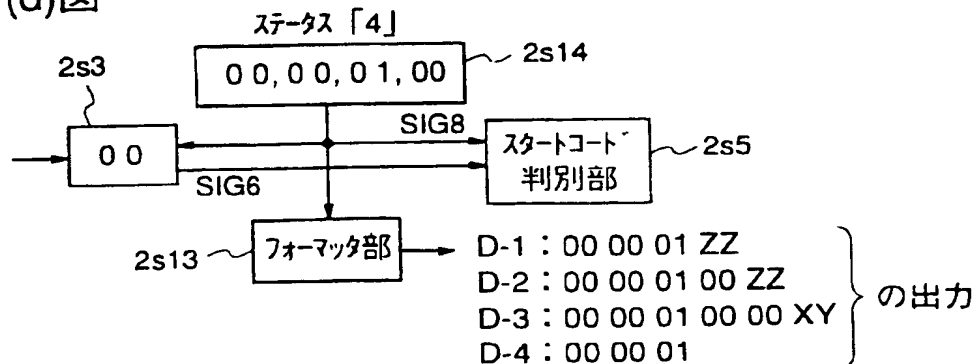 (d)図
ステータス「4」
00,00,01,00
2s14
2s3
00
SIG8
SIG6
スタートコード
判別部
2s5
2s13
フォーマッタ部
D-1：00 00 01 ZZ
D-2：00 00 01 00 ZZ
D-3：00 00 01 00 00 XY
D-4：00 00 01
の出力